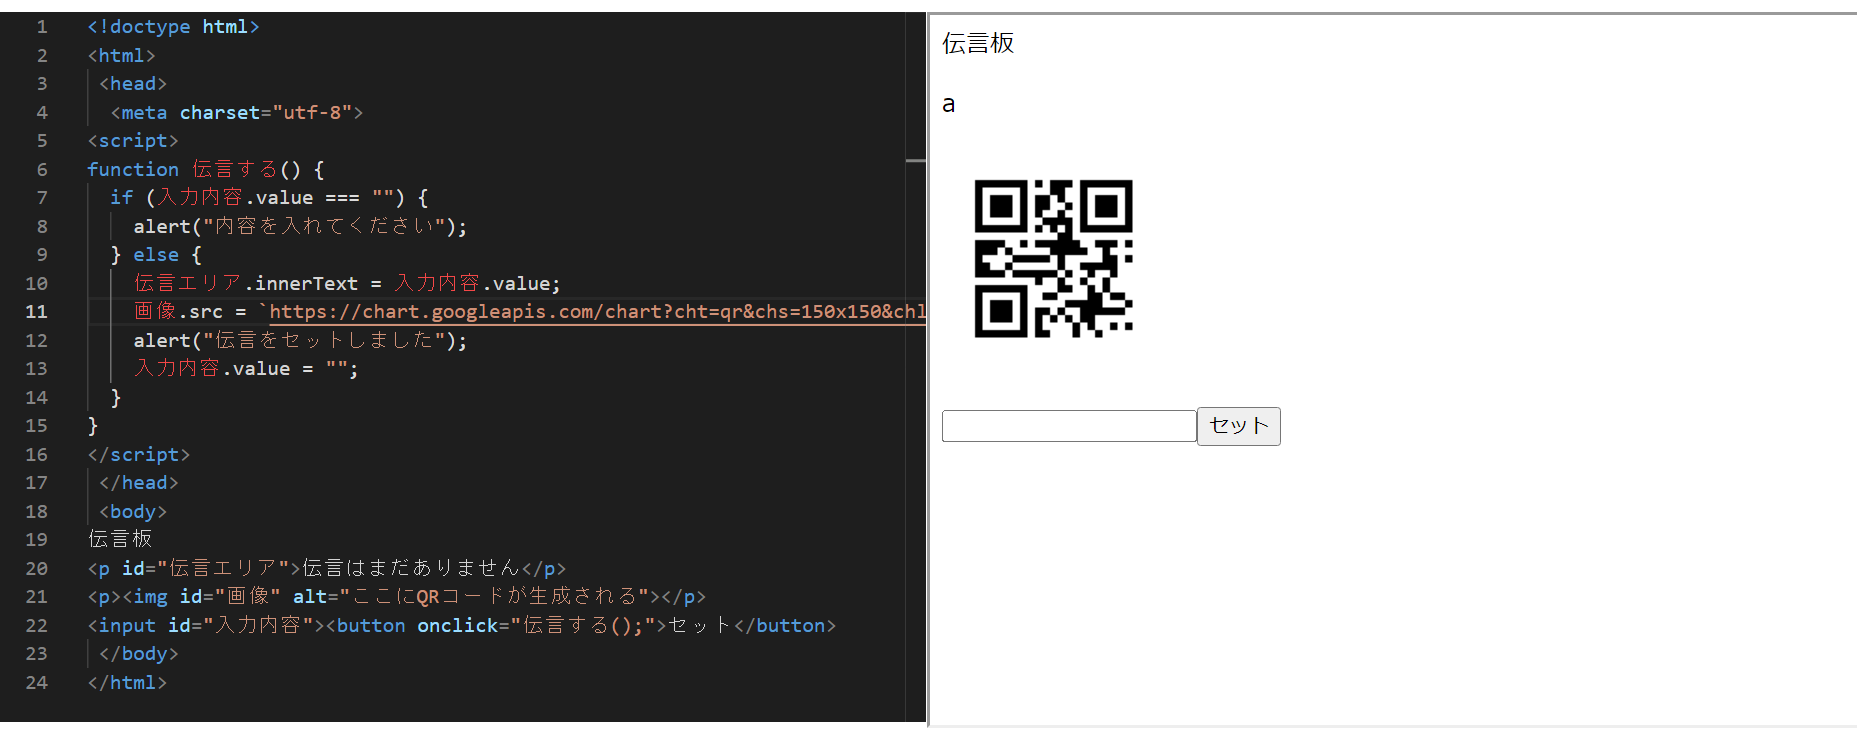 1 <!doctype html>
2 <html>
3 <head>
4 <meta charset="utf-8">
5 <script>
6 function 伝言する() {
7 if (入力内容.value === "") {
8 alert("内容を入れてください");
9 } else {
10 伝言エリア.innerText = 入力内容.value;
11 画像.src = `https://chart.googleapis.com/chart?cht=qr&chs=150x150&chl
12 alert("伝言をセットしました");
13 入力内容.value = "";
14 }
15 }
16 </script>
17 </head>
18 <body>
19 伝言板
20 <p id="伝言エリア">伝言はまだありません</p>
21 <p><img id="画像" alt="ここにQRコードが生成される"></p>
22 <input id="入力内容"><button onclick="伝言する();">セット</button>
23 </body>
24 </html>
伝言板
a
セット